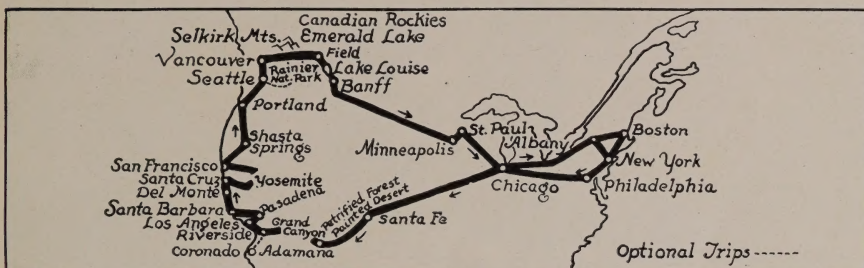 Canadian Rockies
Selkirk Mts. Emerald Lake
Vancouver
Field
Seattle
Rainier
Nat. Park
Lake Louise
Banff
Portland
St. Paul
Albany
Boston
Shasta
Springs
Minneapolis
New York
San Francisco
Chicago
Philadelphia
Santa Cruz
Yosemite
Del Monte
Pasadena
Santa Barbara
Los Angeles
Grand
Canyon
Petrified Forest
Painted Desert
Santa Fe
Riverside
Coronado
Adamana
Optional Trips